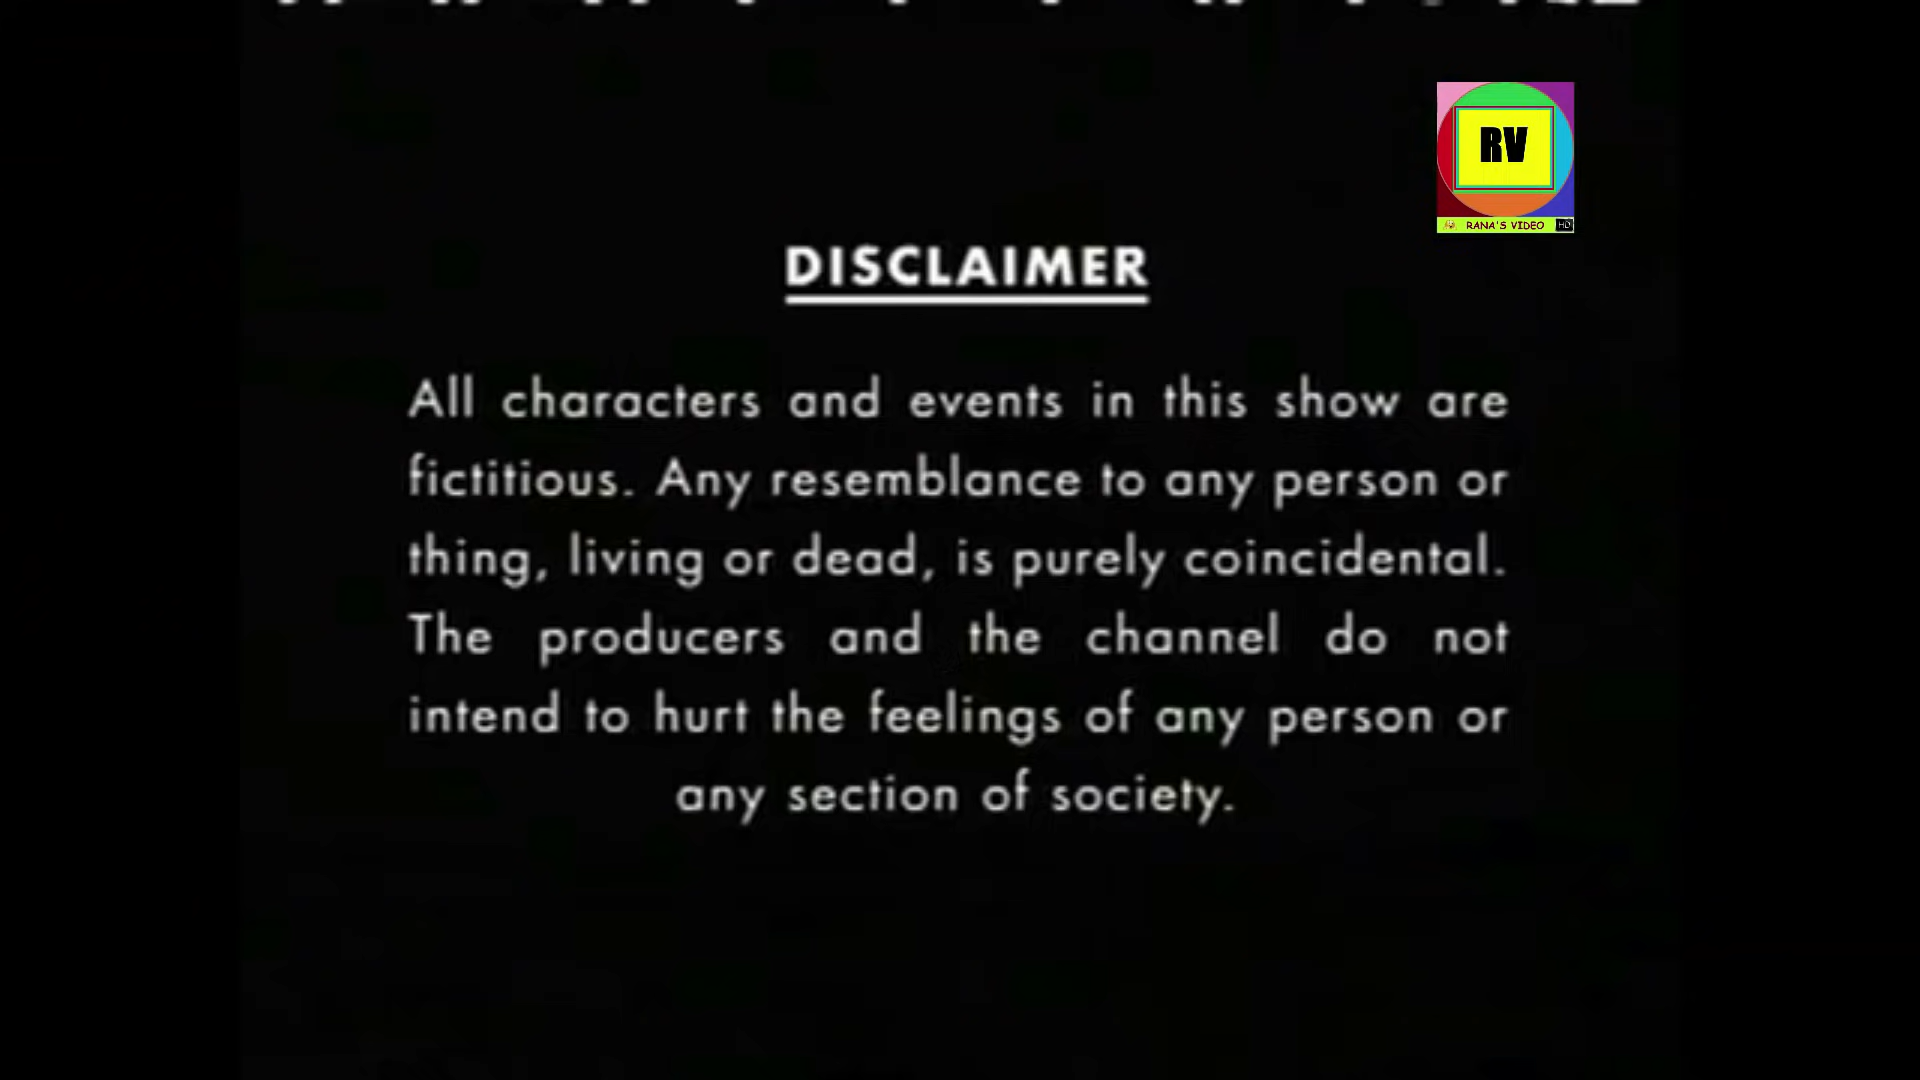 RV
RANA'S VIDEO HD
DISCLAIMER
All characters and events in this show are
fictitious. Any resemblance to any person or
thing, living or dead, is purely coincidental.
The producers and the channel do not
intend to hurt the feelings of any person or
any section of society.